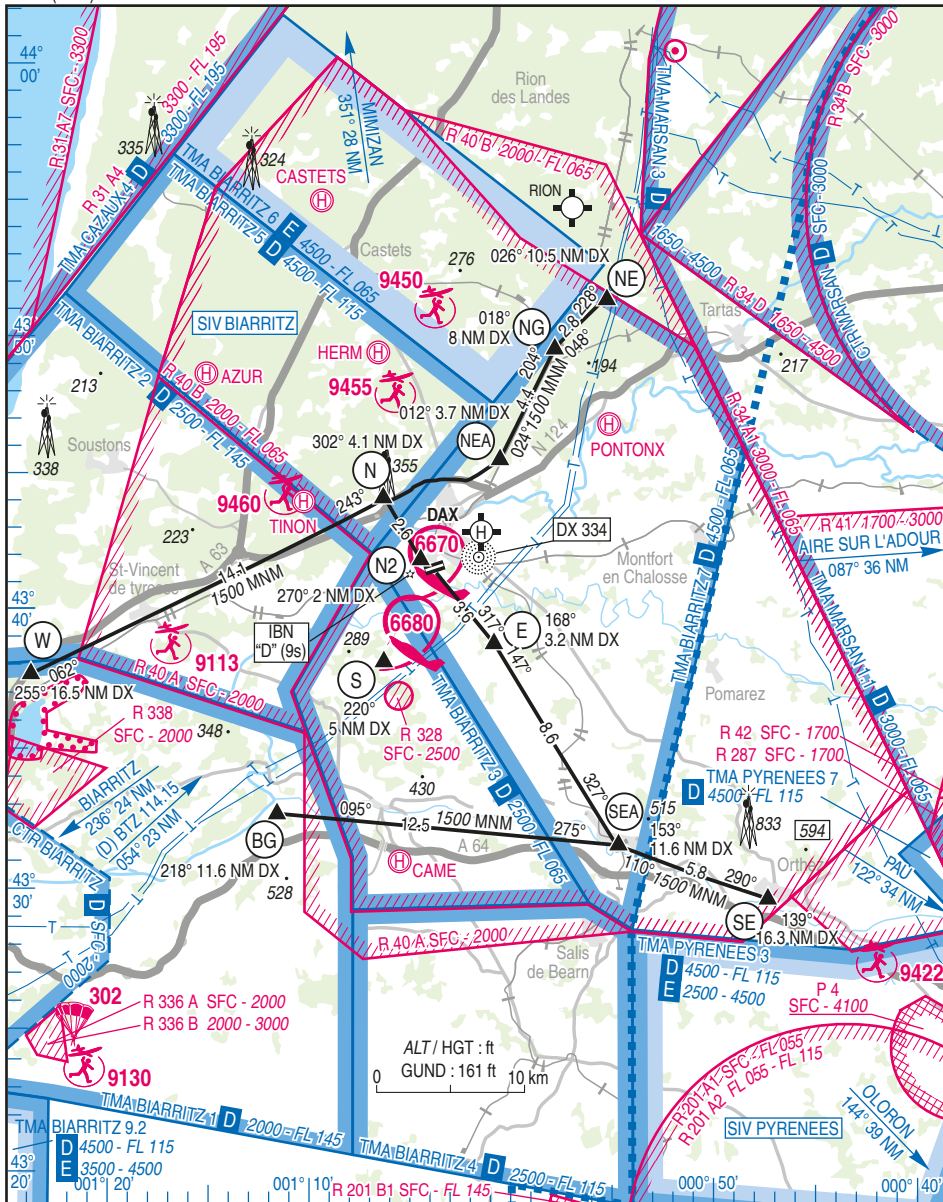 44°
00'
R 31 A7 SFC - 3300
R 31 A4
3300 - FL 195
TMA CAZAUX 4 D 3300-FL 195
335
324
CASTETS
H
351° 28 NM
MIMIZAN
Rion
des Landes
R 40 B 2000 - FL 065
TMA MARSAN 3 D
R 34 B SFC - 3000
RION
TMA BIARRITZ 6 E 4500 - FL 065
TMA BIARRITZ 5 D 4500 - FL 115
Castets
276
9450
026° 10.5 NM DX
NE
1650-4500 R 34 D 1650-4500
CTR MARSAN D SFC-3000
43°
50'
SIV BIARRITZ
018°
8 NM DX
NG
2.8 228°
048°
Tartas
TMA BIARRITZ 2 D 2500 - FL 145
R 40 B 2000 - FL 065
HERM H
H AZUR
9455
204°
4.4
1500 MNM
024°
194
217
213
012° 3.7 NM DX
302° 4.1 NM DX
NEA
N 124
H
PONTONX
338
Soustons
N
355
R 34 A1 3000 - FL 065
9460
H
TINON
243°
2.6
DAX
H
DX 334
R 41 1700-3000
AIRE SUR L'ADOUR
087° 36 NM
223
A 63
St-Vincent
de tyrosse
14.1
1500 MNM
N2
6670
Montfort
en Chalosse
TMA BIARRITZ 7 D 4500 - FL 065
270° 2 NM DX
43°
40'
W
IBN
"D" (9s)
6680
3.6
317°
147°
E
168°
3.2 NM DX
9113
062°
289
255° 16.5 NM DX
R 40 A SFC-2000
S
220°
5 NM DX
R 328
SFC - 2500
TMA BIARRITZ 3 D 2500 - FL 065
Pomarez
TMA MARSAN 1.1 D 3000-FL 065
R 338
SFC - 2000
348
8.6
R 42 SFC - 1700
R 287 SFC - 1700
BIARRITZ
236° 24 NM
(D) BTZ 114.15
054° 23 NM
430
327°
TMA PYRENEES 7
D 4500 - FL 115
CTR BIARRITZ D SFC - 2000
095°
12.5 1500 MNM
275°
SEA
515
153°
11.6 NM DX
833
594
BG
A 64
218° 11.6 NM DX
H CAME
110°
1500 MNM
5.8
290°
Orthez
PAU
122° 34 NM
43°
30'
528
SE
139°
16.3 NM DX
R 40 A SFC - 2000
Salis
de Bearn
TMA PYRENEES 3
D 4500 - FL 115
E 2500 - 4500
9422
302
R 336 A SFC - 2000
R 336 B 2000 - 3000
P 4
SFC - 4100
9130
ALT / HGT : ft
GUND : 161 ft
0 10 km
R 201 A1 SFC - FL 055
R 201 A2 FL 055 - FL 115
TMA BIARRITZ 1 D 2000 - FL 145
TMA BIARRITZ 9.2
D 4500 - FL 115
E 3500 - 4500
TMA BIARRITZ 4 D 2500 - FL 115
SIV PYRENEES
OLORON
144° 39 NM
43°
20'
001° 20'
001° 10'
R 201 B1 SFC - FL 145
000° 50'
000° 40'